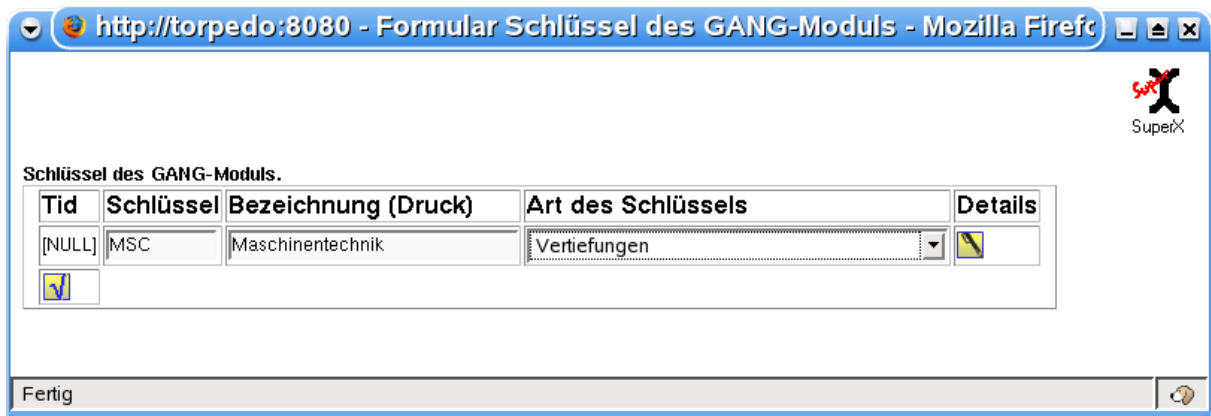 http://torpedo:8080 - Formular Schlüssel des GANG-Moduls - Mozilla Firefo
SuperX
SuperX
Schlüssel des GANG-Moduls.
Tid Schlüssel Bezeichnung (Druck) Art des Schlüssels Details
[NULL] MSC Maschinentechnik Vertiefungen
Fertig